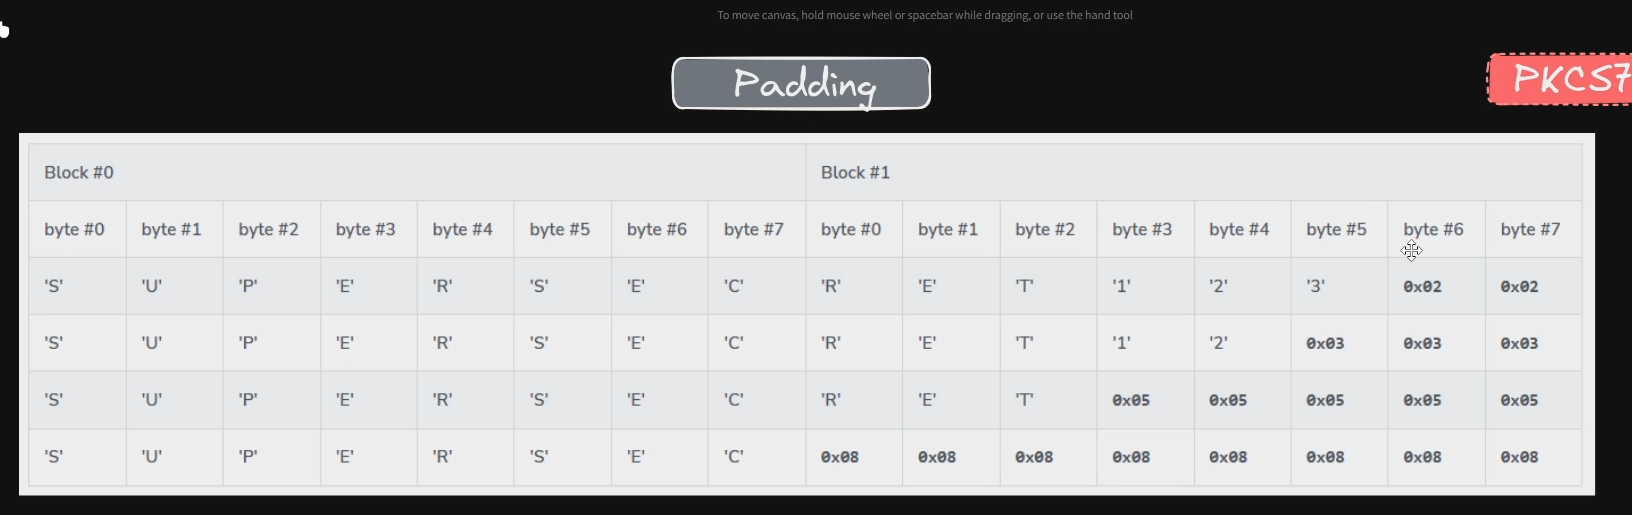 To move canvas, hold mouse wheel or spacebar while dragging, or use the hand tool
Padding
PKCS7
Block #0 Block #1
byte #0 byte #1 byte #2 byte #3 byte #4 byte #5 byte #6 byte #7 byte #0 byte #1 byte #2 byte #3 byte #4 byte #5 byte #6 byte #7
'S' 'U' 'P' 'E' 'R' 'S' 'E' 'C' 'R' 'E' 'T' '1' '2' '3' 0x02 0x02
'S' 'U' 'P' 'E' 'R' 'S' 'E' 'C' 'R' 'E' 'T' '1' '2' 0x03 0x03 0x03
'S' 'U' 'P' 'E' 'R' 'S' 'E' 'C' 'R' 'E' 'T' 0x05 0x05 0x05 0x05 0x05
'S' 'U' 'P' 'E' 'R' 'S' 'E' 'C' 0x08 0x08 0x08 0x08 0x08 0x08 0x08 0x08